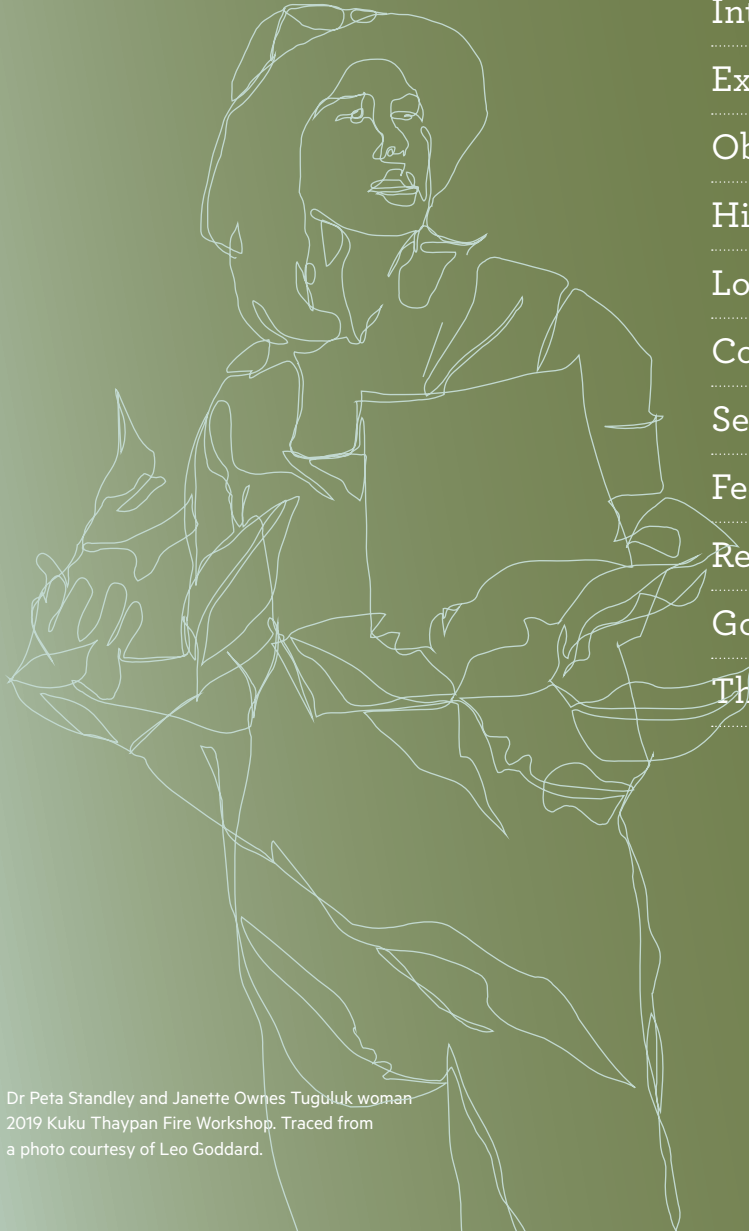 Int
Ex
Ob
Hi
Lo
Co
Se
Fe
Re
Go
Th
Dr Peta Standley and Janette Ownes Tuguluk woman
2019 Kuku Thaypan Fire Workshop. Traced from
a photo courtesy of Leo Goddard.